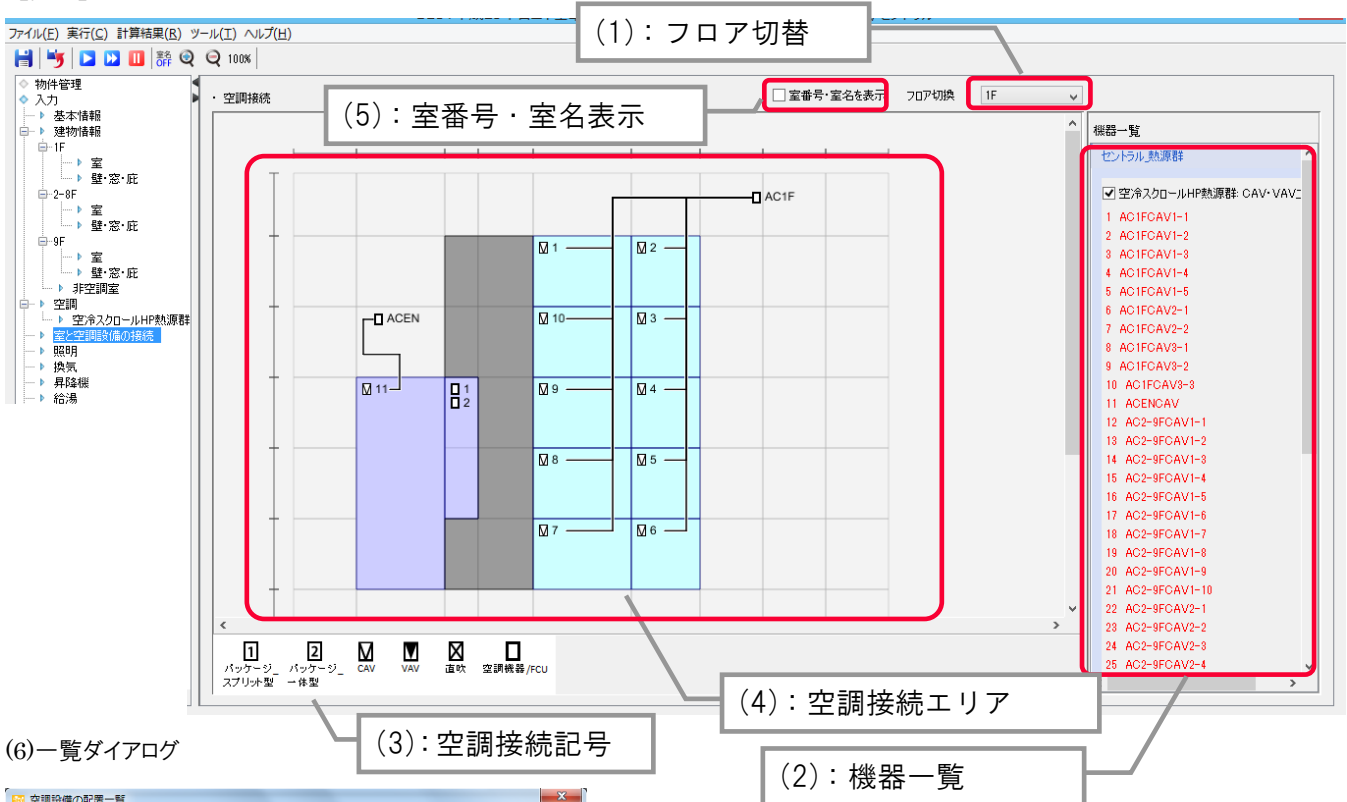 (1)：フロア切替
ファイル(F) 実行(C) 計算結果(R) ツール(T) ヘルプ(H)
室名OFF 100%
物件管理
入力
基本情報
建物情報
1F
室
壁・窓・庇
2-8F
室
壁・窓・庇
9F
室
壁・窓・庇
非空調室
空調
空冷スクロールHP熱源群
室と空調設備の接続
照明
換気
昇降機
給湯
・ 空調接続
(5)：室番号・室名表示
室番号・室名を表示
フロア切換
1F
AC1F
1
2
ACEN
10
3
11
1
2
9
4
8
5
7
6
機器一覧
セントラル_熱源群
空冷スクロールHP熱源群: CAV・VAVユ
1 AC1FCAV1-1
2 AC1FCAV1-2
3 AC1FCAV1-3
4 AC1FCAV1-4
5 AC1FCAV1-5
6 AC1FCAV2-1
7 AC1FCAV2-2
8 AC1FCAV3-1
9 AC1FCAV3-2
10 AC1FCAV3-3
11 ACENCAV
12 AC2-9FCAV1-1
13 AC2-9FCAV1-2
14 AC2-9FCAV1-3
15 AC2-9FCAV1-4
16 AC2-9FCAV1-5
17 AC2-9FCAV1-6
18 AC2-9FCAV1-7
19 AC2-9FCAV1-8
20 AC2-9FCAV1-9
21 AC2-9FCAV1-10
22 AC2-9FCAV2-1
23 AC2-9FCAV2-2
24 AC2-9FCAV2-3
25 AC2-9FCAV2-4
1 パッケージ_スプリット型
2 パッケージ_一体型
CAV
VAV
直吹
空調機器/FCU
(4)：空調接続エリア
(3)：空調接続記号
(2)：機器一覧
(6)一覧ダイアログ
空調設備の配置一覧